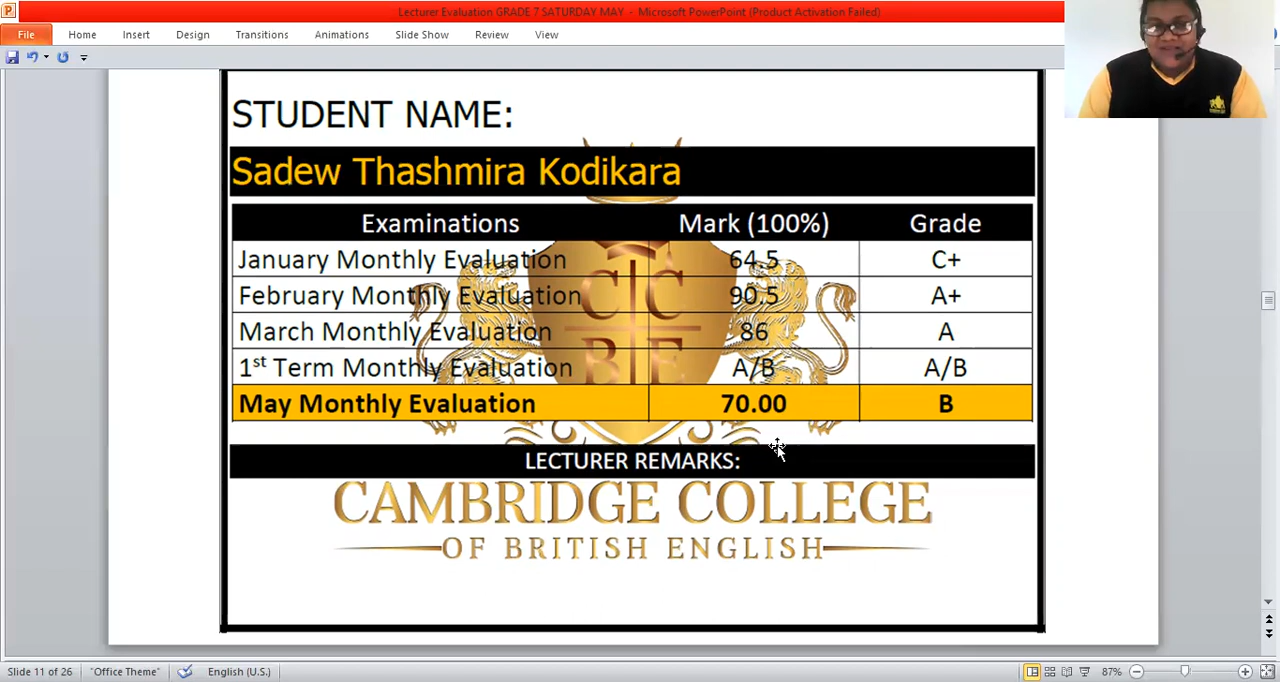 Lecturer Evaluation GRADE 7 SATURDAY MAY - Microsoft PowerPoint (Product Activation Failed)
File Home Insert Design Transitions Animations Slide Show Review View
STUDENT NAME:
Sadew Thashmira Kodikara
Examinations Mark (100%) Grade
January Monthly Evaluation 64.5 C+
February Monthly Evaluation 90.5 A+
March Monthly Evaluation 86 A
1st Term Monthly Evaluation A/B A/B
May Monthly Evaluation 70.00 B
C C
B E
LECTURER REMARKS:
CAMBRIDGE COLLEGE
OF BRITISH ENGLISH
Slide 11 of 26 "Office Theme" English (U.S.) 87%